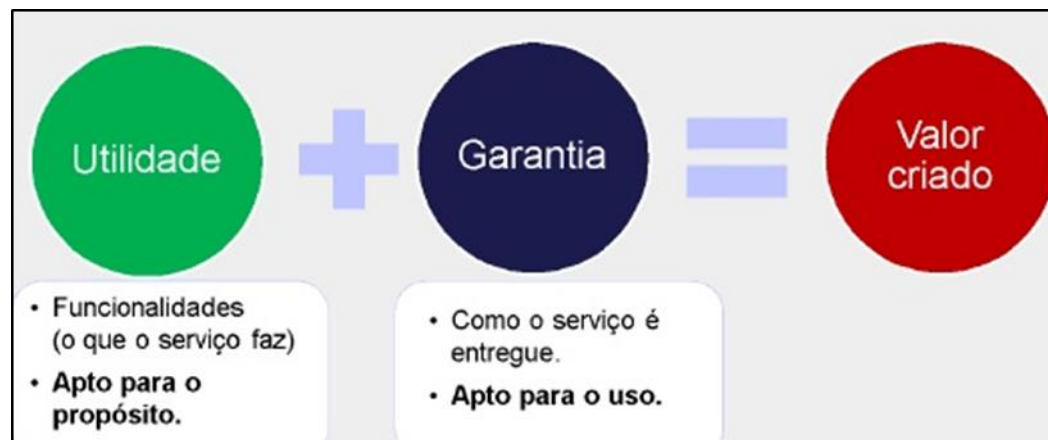 Utilidade
Garantia
Valor
criado
• Funcionalidades
(o que o serviço faz)
• Apto para o
propósito.
• Como o serviço é
entregue.
• Apto para o uso.